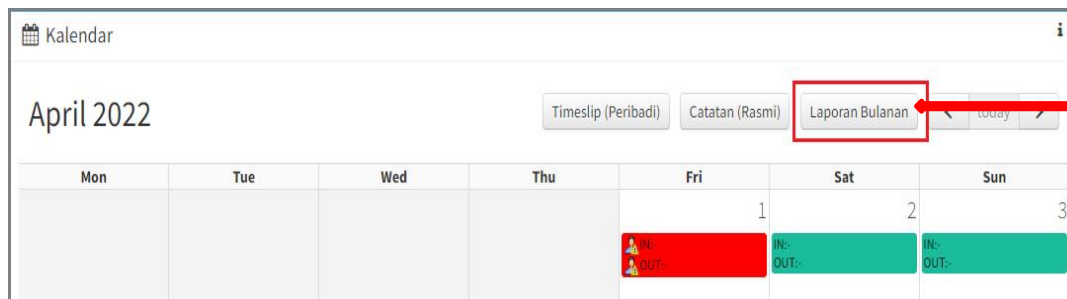 Kalendar
April 2022
Timeslip (Peribadi) Catatan (Rasmi) Laporan Bulanan today
Mon Tue Wed Thu Fri Sat Sun
1 2 3
IN:- IN:- IN:-
OUT:- OUT:- OUT:-